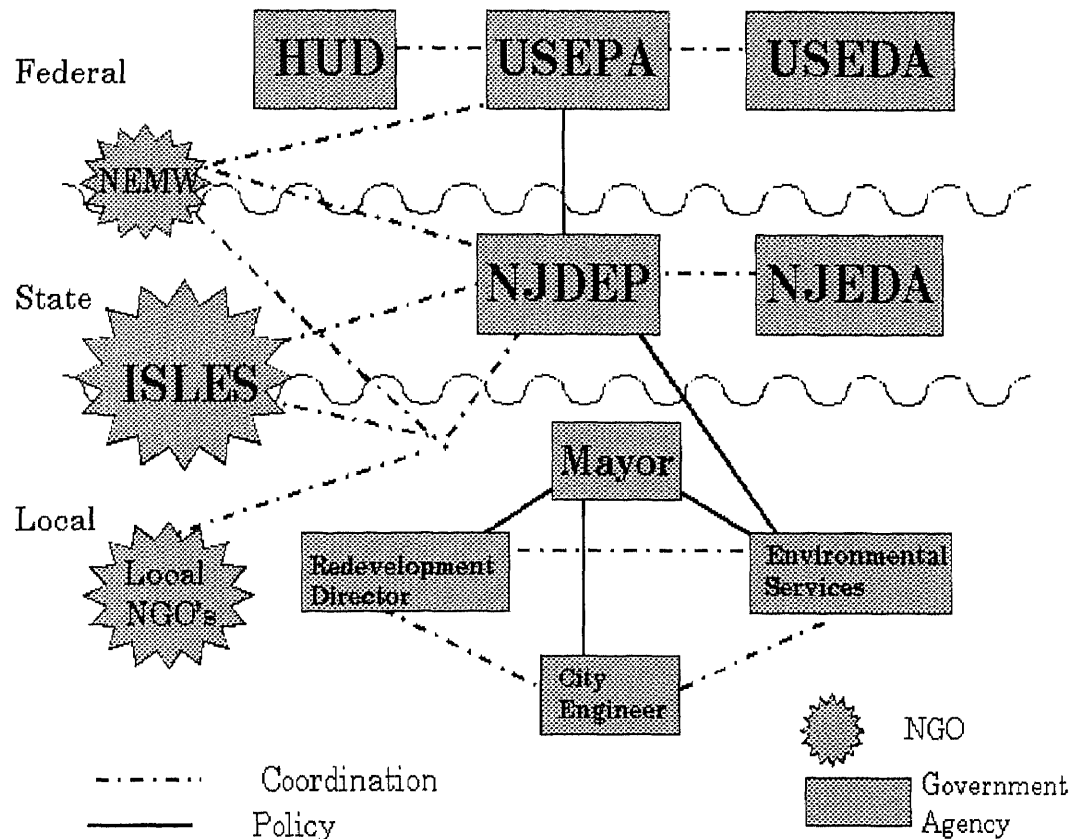 HUD
USEPA
USEDA
Federal
NEMW
State
NJDEP
NJEDA
ISLES
Mayor
Local
Redevelopment
Director
Environmental
Services
Local
NGO's
City
Engineer
NGO
Coordination
Policy
Government
Agency